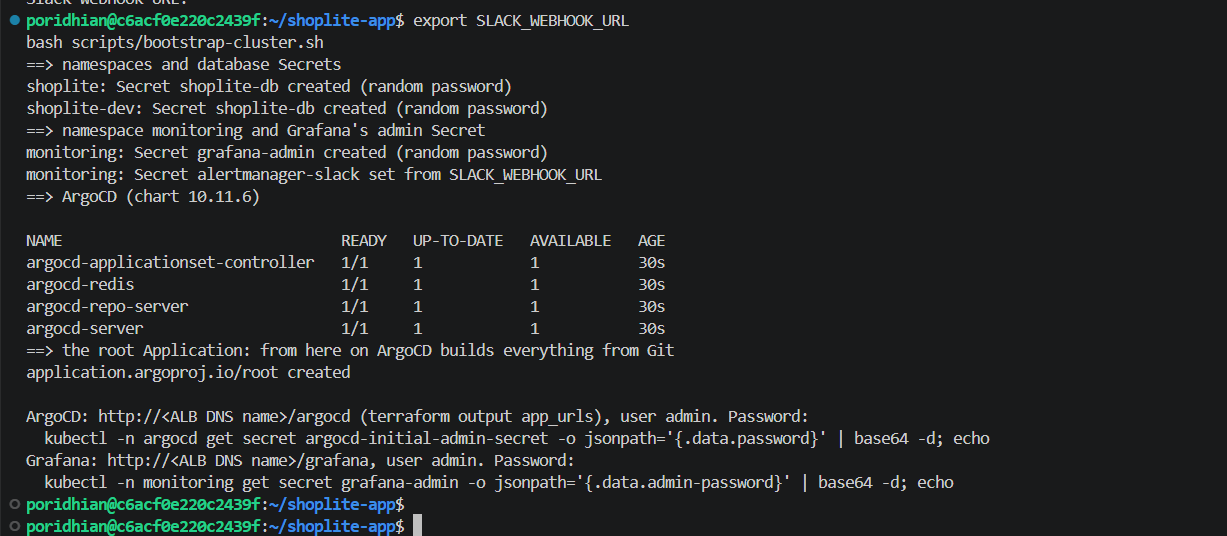 poridhian@c6acf0e220c2439f:~/shoplite-app$ export SLACK_WEBHOOK_URL
bash scripts/bootstrap-cluster.sh
==> namespaces and database Secrets
shoplite: Secret shoplite-db created (random password)
shoplite-dev: Secret shoplite-db created (random password)
==> namespace monitoring and Grafana's admin Secret
monitoring: Secret grafana-admin created (random password)
monitoring: Secret alertmanager-slack set from SLACK_WEBHOOK_URL
==> ArgoCD (chart 10.11.6)
NAME READY UP-TO-DATE AVAILABLE AGE
argocd-applicationset-controller 1/1 1 1 30s
argocd-redis 1/1 1 1 30s
argocd-repo-server 1/1 1 1 30s
argocd-server 1/1 1 1 30s
==> the root Application: from here on ArgoCD builds everything from Git
application.argoproj.io/root created
ArgoCD: http://<ALB DNS name>/argocd (terraform output app_urls), user admin. Password:
kubectl -n argocd get secret argocd-initial-admin-secret -o jsonpath='{.data.password}' | base64 -d; echo
Grafana: http://<ALB DNS name>/grafana, user admin. Password:
kubectl -n monitoring get secret grafana-admin -o jsonpath='{.data.admin-password}' | base64 -d; echo
poridhian@c6acf0e220c2439f:~/shoplite-app$
poridhian@c6acf0e220c2439f:~/shoplite-app$